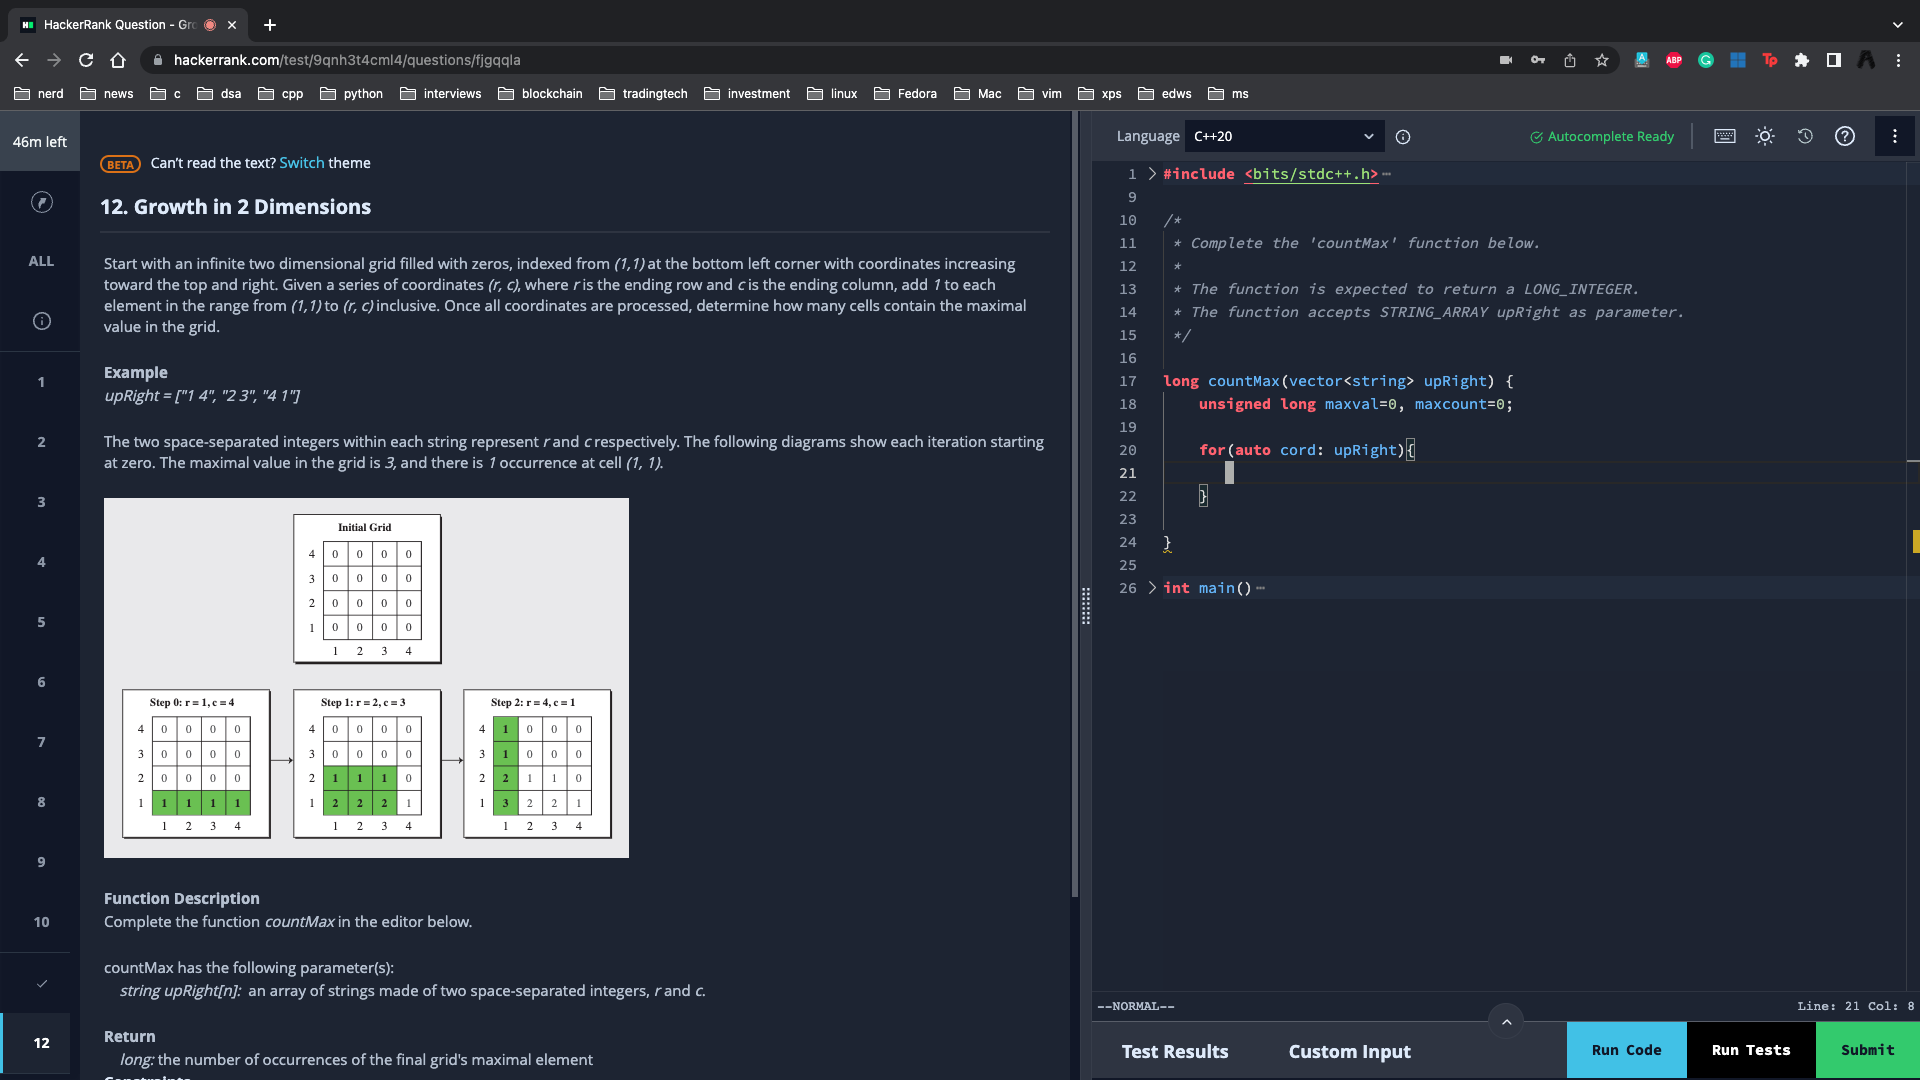 HackerRank Question - Gr
hackerrank.com/test/9qnh3t4cml4/questions/fjgqqla
nerd news c dsa cpp python interviews blockchain tradingtech investment linux Fedora Mac vim xps edws ms
46m left
ALL
1
2
3
4
5
6
7
8
9
10
12
BETA Can't read the text? Switch theme
12. Growth in 2 Dimensions
Start with an infinite two dimensional grid filled with zeros, indexed from (1,1) at the bottom left corner with coordinates increasing
toward the top and right. Given a series of coordinates (r, c), where r is the ending row and c is the ending column, add 1 to each
element in the range from (1,1) to (r, c) inclusive. Once all coordinates are processed, determine how many cells contain the maximal
value in the grid.
Example
upRight = ["1 4", "2 3", "4 1"]
The two space-separated integers within each string represent r and c respectively. The following diagrams show each iteration starting
at zero. The maximal value in the grid is 3, and there is 1 occurrence at cell (1, 1).
Initial Grid
4 0 0 0 0
3 0 0 0 0
2 0 0 0 0
1 0 0 0 0
1 2 3 4
Step 0: r = 1, c = 4
4 0 0 0 0
3 0 0 0 0
2 0 0 0 0
1 1 1 1 1
1 2 3 4
Step 1: r = 2, c = 3
4 0 0 0 0
3 0 0 0 0
2 1 1 1 0
1 2 2 2 1
1 2 3 4
Step 2: r = 4, c = 1
4 1 0 0 0
3 1 0 0 0
2 2 1 1 0
1 3 2 2 1
1 2 3 4
Function Description
Complete the function countMax in the editor below.
countMax has the following parameter(s):
string upRight[n]: an array of strings made of two space-separated integers, r and c.
Return
long: the number of occurrences of the final grid's maximal element
Constraints
Language C++20 Autocomplete Ready
1 #include <bits/stdc++.h>
9
10 /*
11 * Complete the 'countMax' function below.
12 *
13 * The function is expected to return a LONG_INTEGER.
14 * The function accepts STRING_ARRAY upRight as parameter.
15 */
16
17 long countMax(vector<string> upRight) {
18 unsigned long maxval=0, maxcount=0;
19
20 for(auto cord: upRight){
21
22 }
23
24 }
25
26 int main()
--NORMAL-- Line: 21 Col: 8
Test Results Custom Input Run Code Run Tests Submit